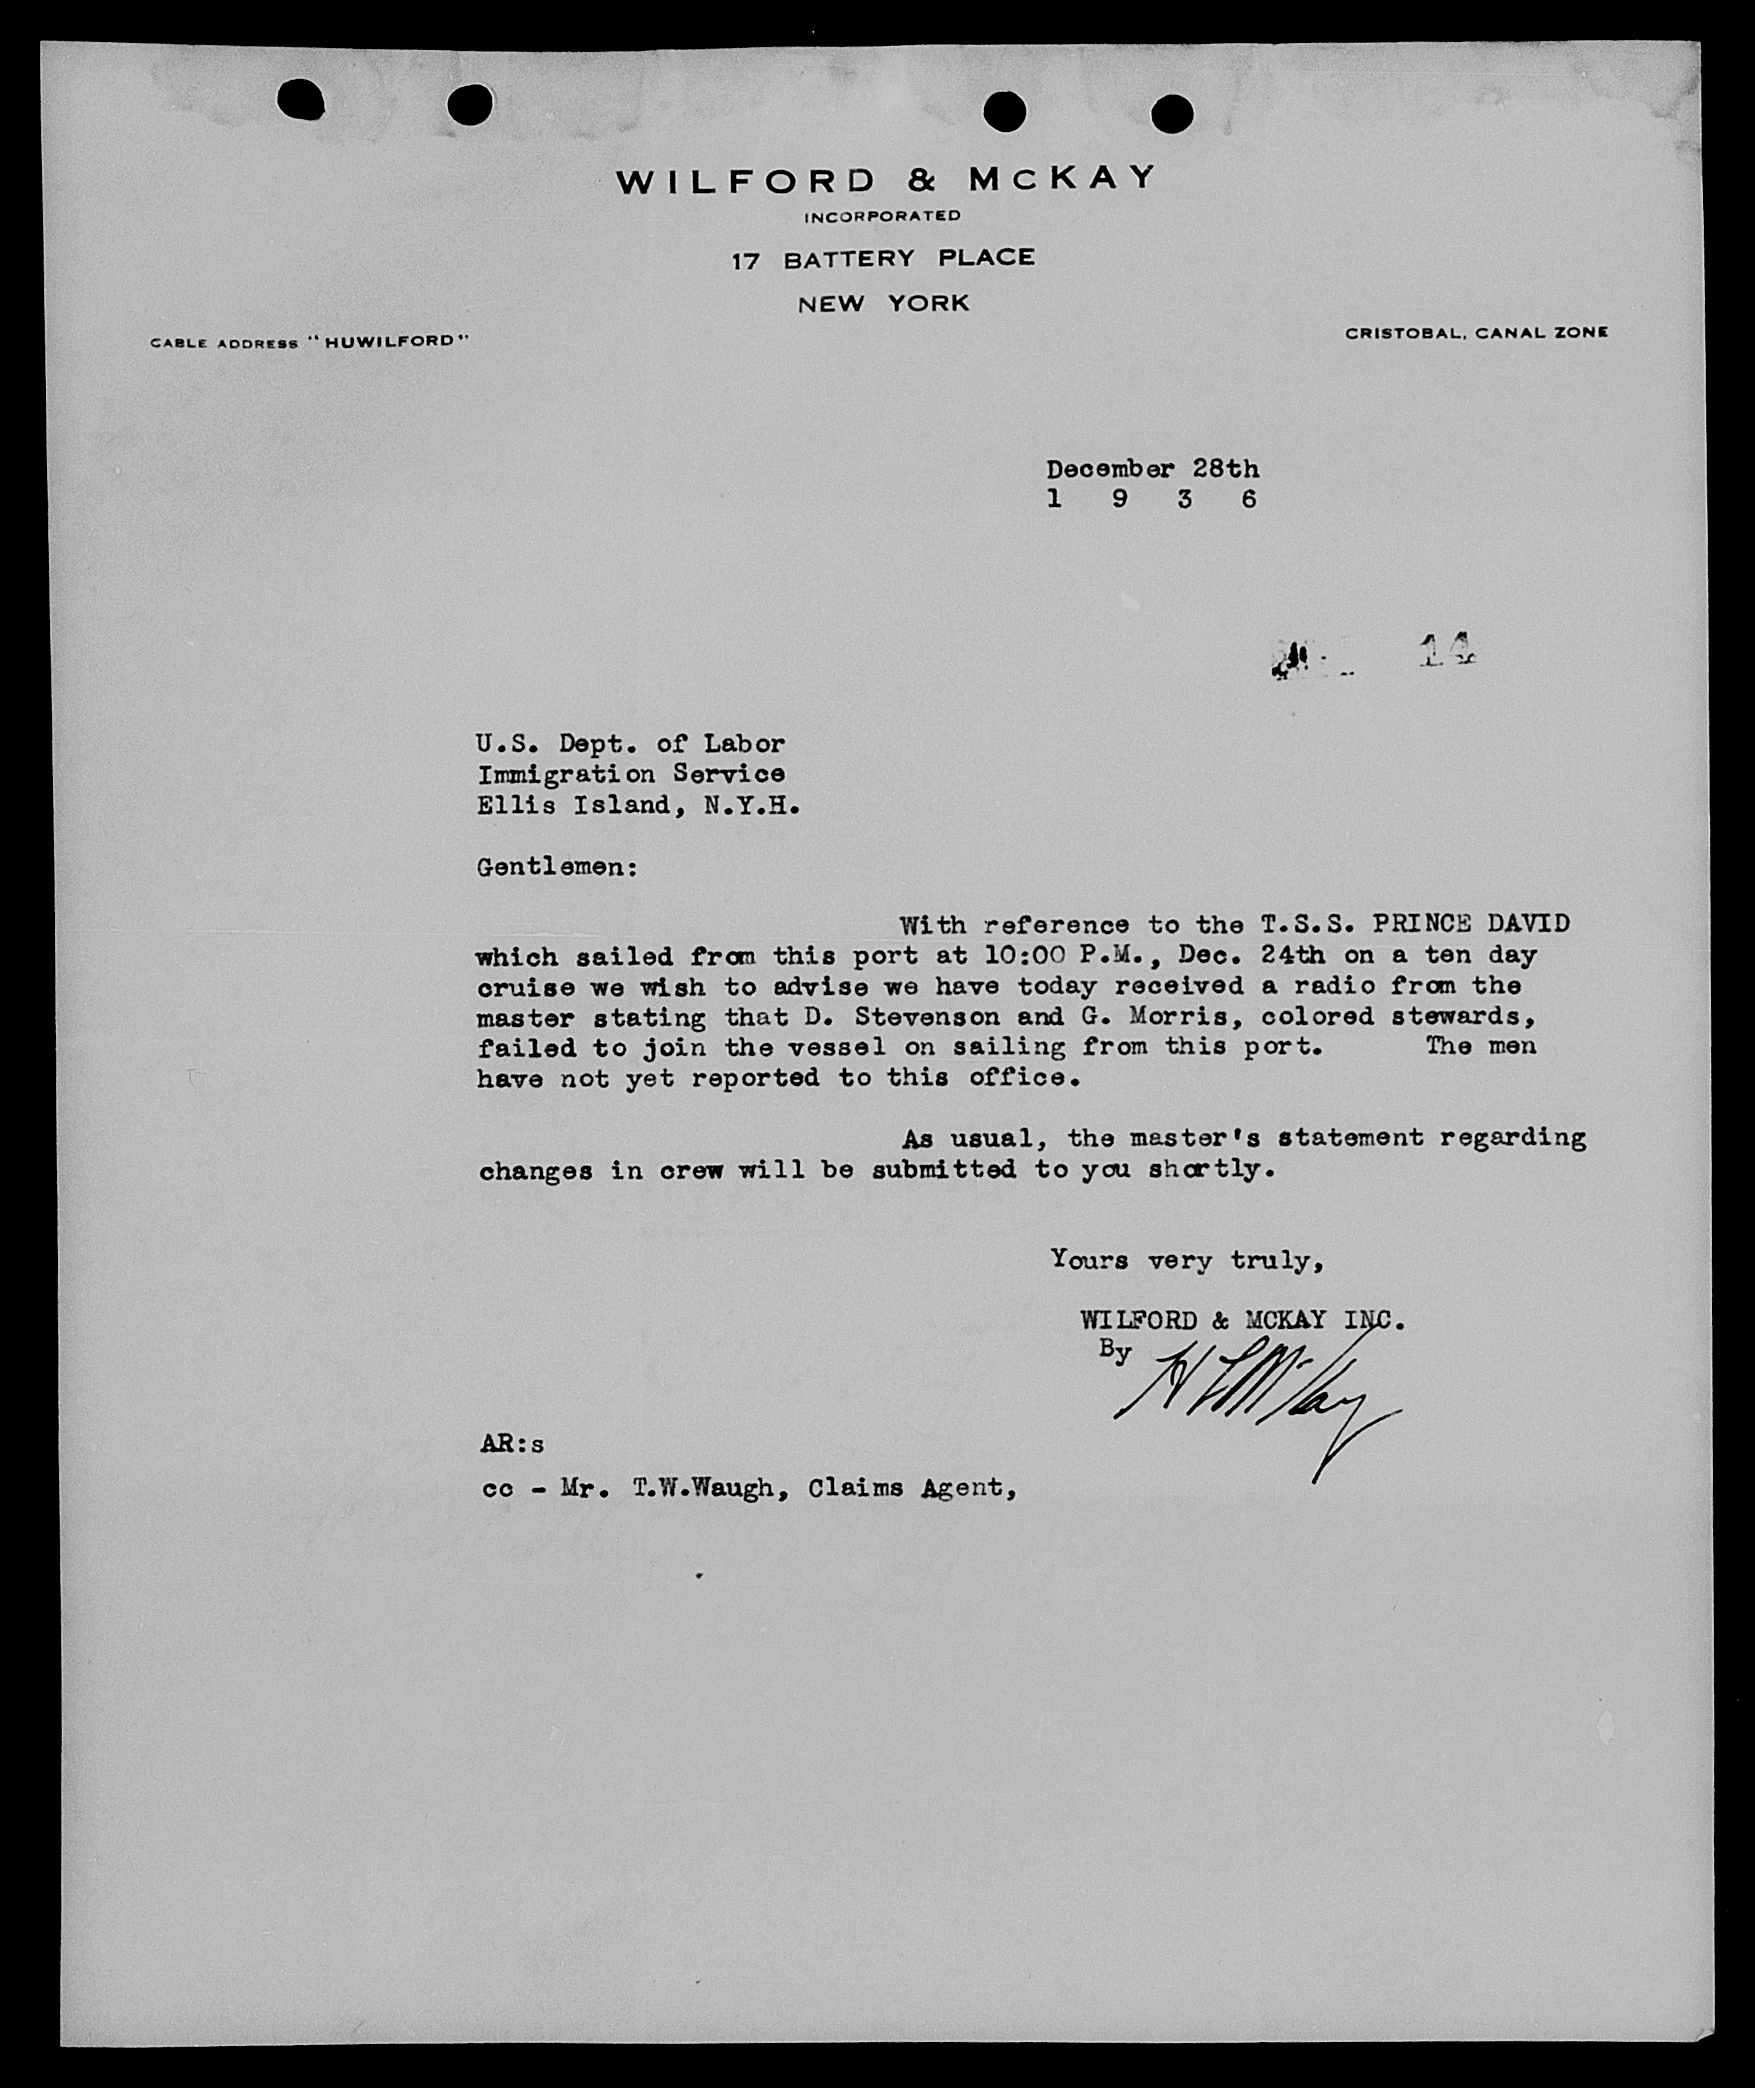 WILFORD & McKAY
INCORPORATED
17 BATTERY PLACE
NEW YORK
CABLE ADDRESS "HUWILFORD"
CRISTOBAL, CANAL ZONE
December 28th
1 9 3 6
14
U.S. Dept. of Labor
Immigration Service
Ellis Island, N.Y.H.
Gentlemen:
With reference to the T.S.S. PRINCE DAVID
which sailed from this port at 10:00 P.M., Dec. 24th on a ten day
cruise we wish to advise we have today received a radio from the
master stating that D. Stevenson and G. Morris, colored stewards,
failed to join the vessel on sailing from this port. The men
have not yet reported to this office.
As usual, the master's statement regarding
changes in crew will be submitted to you shortly.
Yours very truly,
WILFORD & MCKAY INC.
By H L McKay
AR:s
cc - Mr. T.W.Waugh, Claims Agent,